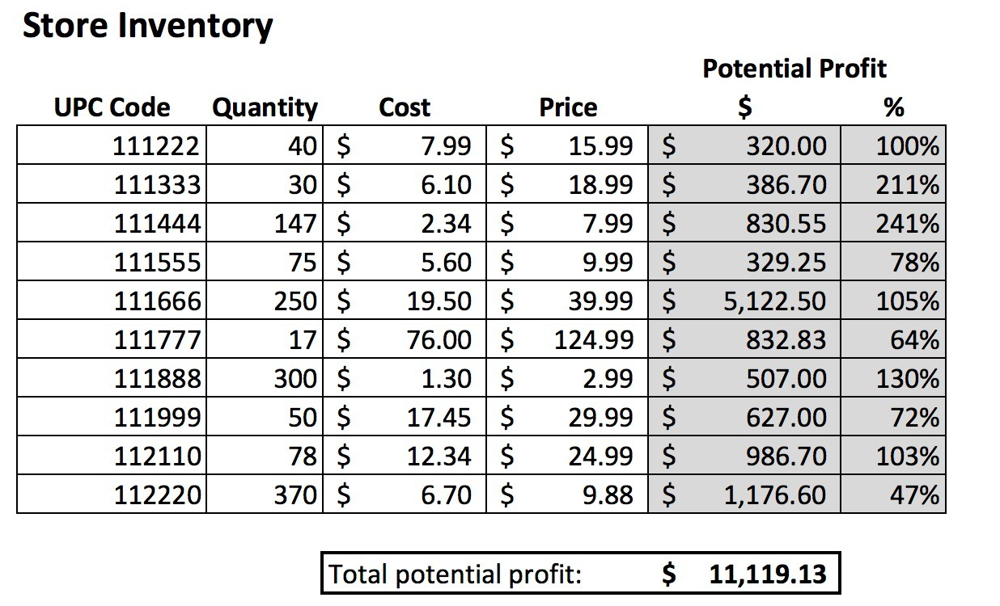 Store Inventory
Potential Profit
UPC Code Quantity Cost Price $ %
111222 40 $ 7.99 $ 15.99 $ 320.00 100%
111333 30 $ 6.10 $ 18.99 $ 386.70 211%
111444 147 $ 2.34 $ 7.99 $ 830.55 241%
111555 75 $ 5.60 $ 9.99 $ 329.25 78%
111666 250 $ 19.50 $ 39.99 $ 5,122.50 105%
111777 17 $ 76.00 $ 124.99 $ 832.83 64%
111888 300 $ 1.30 $ 2.99 $ 507.00 130%
111999 50 $ 17.45 $ 29.99 $ 627.00 72%
112110 78 $ 12.34 $ 24.99 $ 986.70 103%
112220 370 $ 6.70 $ 9.88 $ 1,176.60 47%
Total potential profit: $ 11,119.13